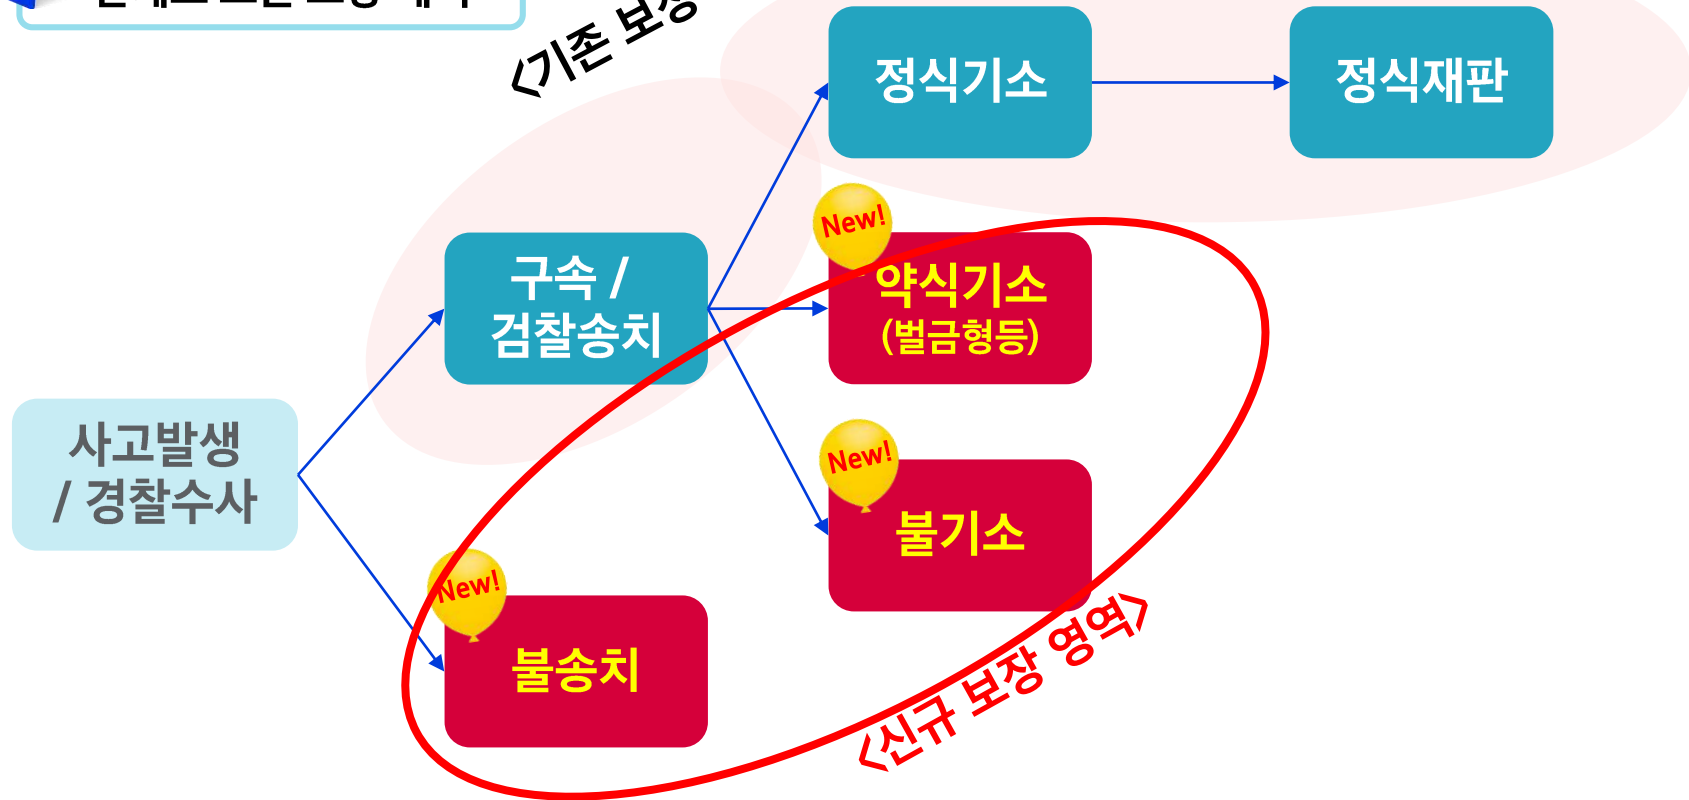 <기존 보장
정식기소
정식재판
New!
구속 /
검찰송치
약식기소
(벌금형등)
사고발생
/ 경찰수사
New!
불기소
New!
불송치
<신규 보장 영역>